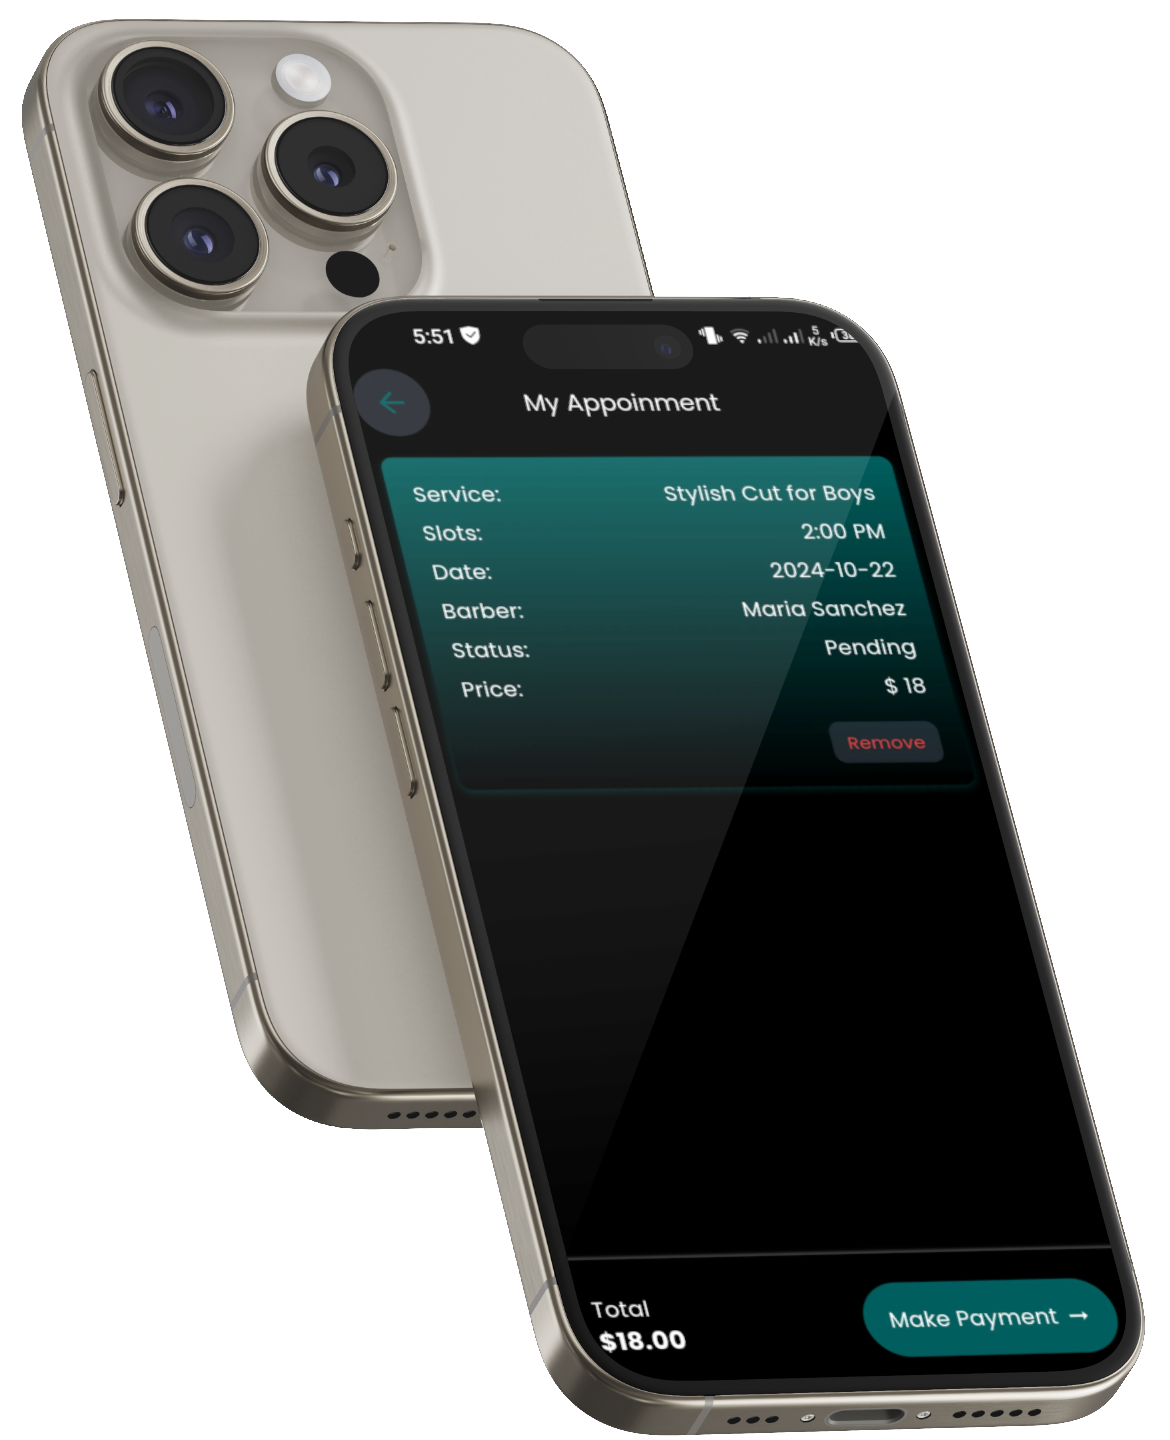 5:51
5
K/s
My Appoinment
Service: Stylish Cut for Boys
Slots: 2:00 PM
Date: 2024-10-22
Barber: Maria Sanchez
Status: Pending
Price: $ 18
Remove
Total
$18.00
Make Payment →